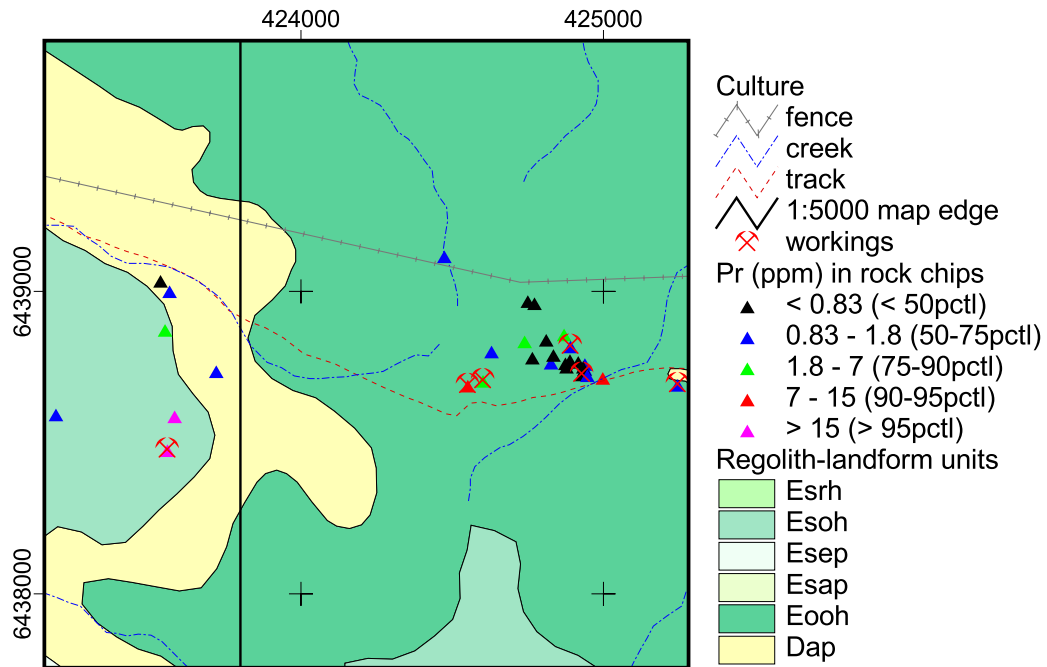 424000 425000
6439000
6438000
Culture
fence
creek
track
1:5000 map edge
workings
Pr (ppm) in rock chips
< 0.83 (< 50pctl)
0.83 - 1.8 (50-75pctl)
1.8 - 7 (75-90pctl)
7 - 15 (90-95pctl)
> 15 (> 95pctl)
Regolith-landform units
Esrh
Esoh
Esep
Esap
Eooh
Dap